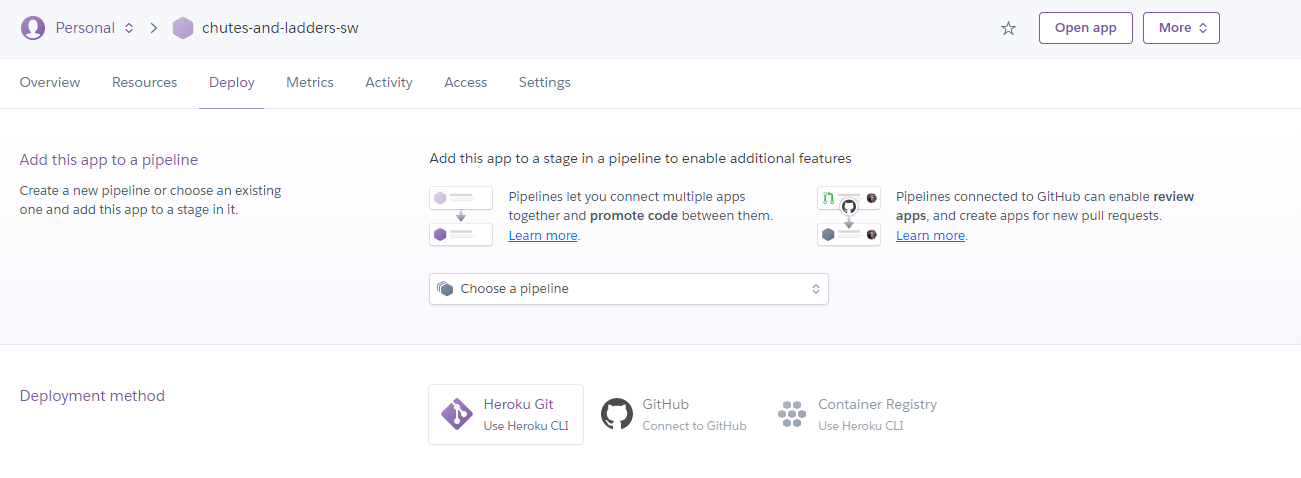 Personal
chutes-and-ladders-sw
Open app
More
Overview
Resources
Deploy
Metrics
Activity
Access
Settings
Add this app to a pipeline
Create a new pipeline or choose an existing
one and add this app to a stage in it.
Add this app to a stage in a pipeline to enable additional features
Pipelines let you connect multiple apps
together and promote code between them.
Learn more.
Pipelines connected to GitHub can enable review
apps, and create apps for new pull requests.
Learn more.
Choose a pipeline
Deployment method
Heroku Git
Use Heroku CLI
GitHub
Connect to GitHub
Container Registry
Use Heroku CLI